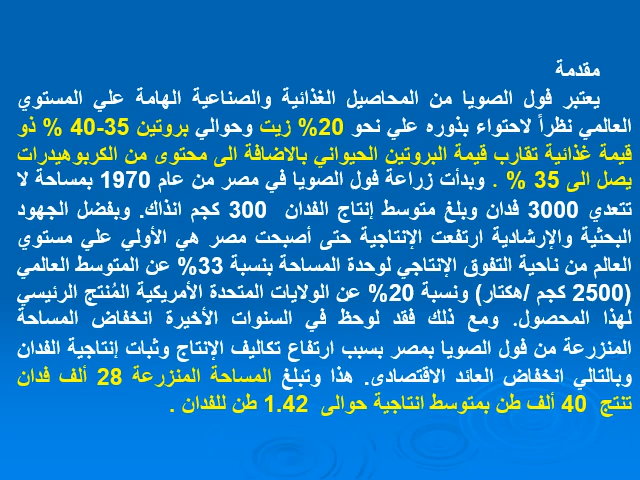 مقدمة
يعتبر فول الصويا من المحاصيل الغذائية والصناعية الهامة علي المستوي
العالمي نظراً لاحتواء بذوره علي نحو 20% زيت وحوالي بروتين 35-40 % ذو
قيمة غذائية تقارب قيمة البروتين الحيواني بالاضافة الى محتوى من الكربوهيدرات
يصل الى 35 % . وبدأت زراعة فول الصويا في مصر من عام 1970 بمساحة لا
تتعدي 3000 فدان وبلغ متوسط إنتاج الفدان 300 كجم انذاك. وبفضل الجهود
البحثية والإرشادية ارتفعت الإنتاجية حتى أصبحت مصر هي الأولي علي مستوي
العالم من ناحية التفوق الإنتاجي لوحدة المساحة بنسبة 33% عن المتوسط العالمي
(2500 كجم /هكتار) ونسبة 20% عن الولايات المتحدة الأمريكية المُنتج الرئيسي
لهذا المحصول. ومع ذلك فقد لوحظ في السنوات الأخيرة انخفاض المساحة
المنزرعة من فول الصويا بمصر بسبب ارتفاع تكاليف الإنتاج وثبات إنتاجية الفدان
وبالتالي انخفاض العائد الاقتصادى. هذا وتبلغ المساحة المنزرعة 28 ألف فدان
تنتج 40 ألف طن بمتوسط انتاجية حوالى 1.42 طن للفدان .